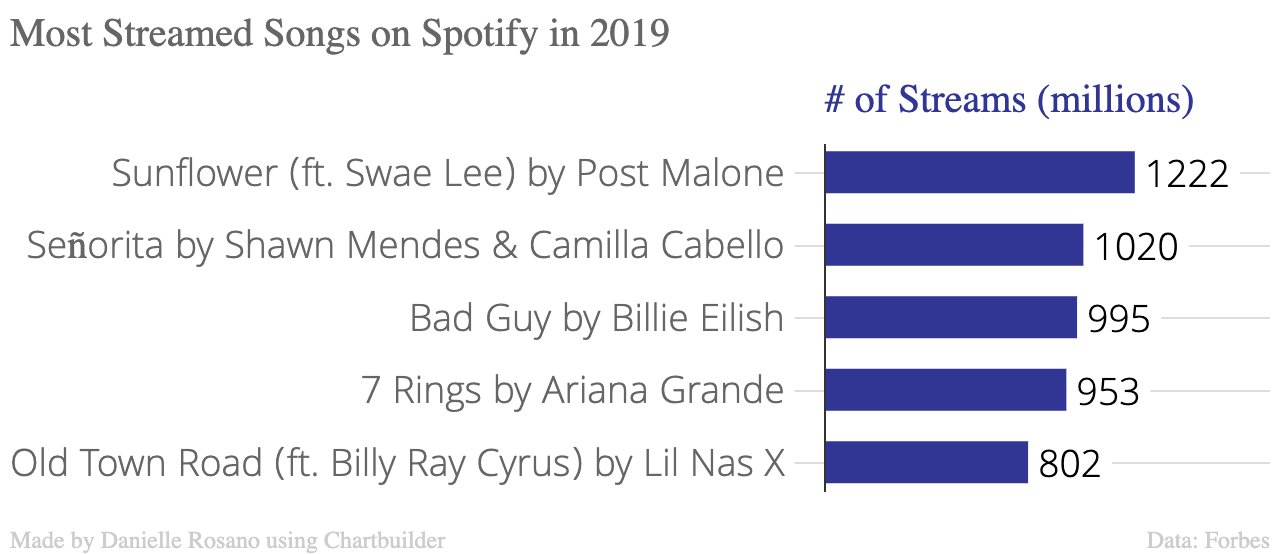 Most Streamed Songs on Spotify in 2019
# of Streams (millions)
Sunflower (ft. Swae Lee) by Post Malone 1222
Señorita by Shawn Mendes & Camilla Cabello 1020
Bad Guy by Billie Eilish 995
7 Rings by Ariana Grande 953
Old Town Road (ft. Billy Ray Cyrus) by Lil Nas X 802
Made by Danielle Rosano using Chartbuilder Data: Forbes